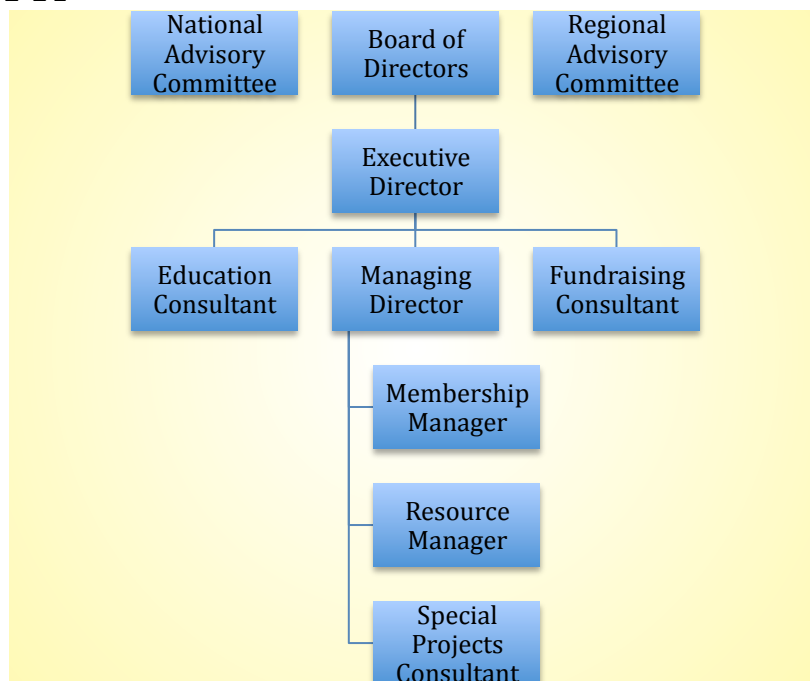 National
Advisory
Committee
Board of
Directors
Regional
Advisory
Committee
Executive
Director
Education
Consultant
Managing
Director
Fundraising
Consultant
Membership
Manager
Resource
Manager
Special
Projects
Consultant